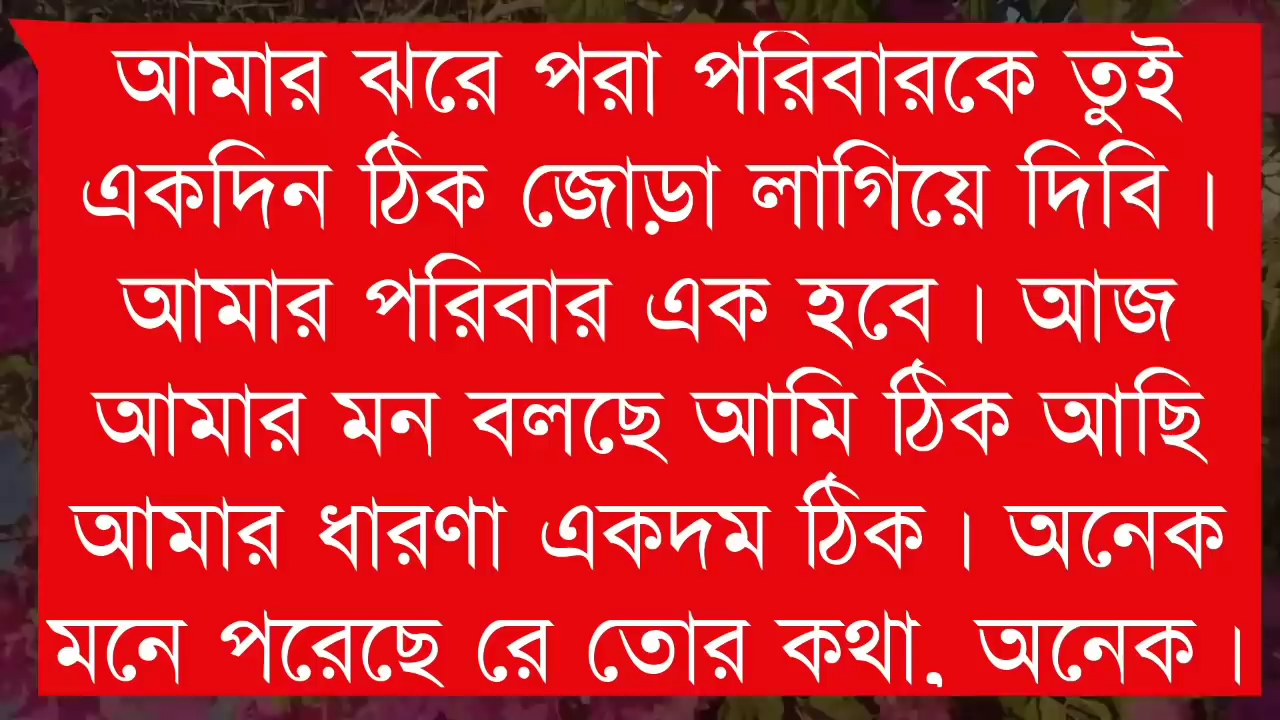 আমার ঝরে পরা পরিবারকে তুই
একদিন ঠিক জোড়া লাগিয়ে দিবি ।
আমার পরিবার এক হবে । আজ
আমার মন বলছে আমি ঠিক আছি
আমার ধারণা একদম ঠিক । অনেক
মনে পরেছে রে তোর কথা, অনেক ।